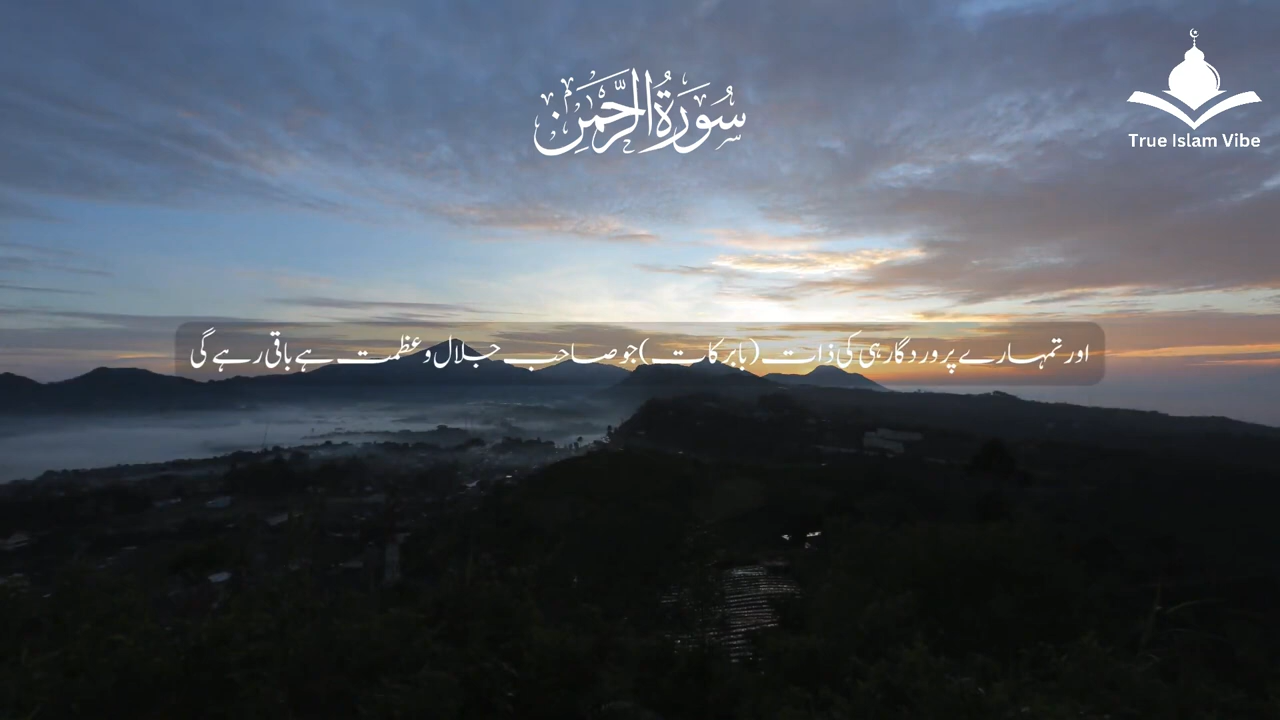 سُورَةُ الرَّحْمٰن
True Islam Vibe
اور تمہارے پروردگار ہی کی ذات (بابرکات) جو صاحب جلال و عظمت ہے باقی رہے گی